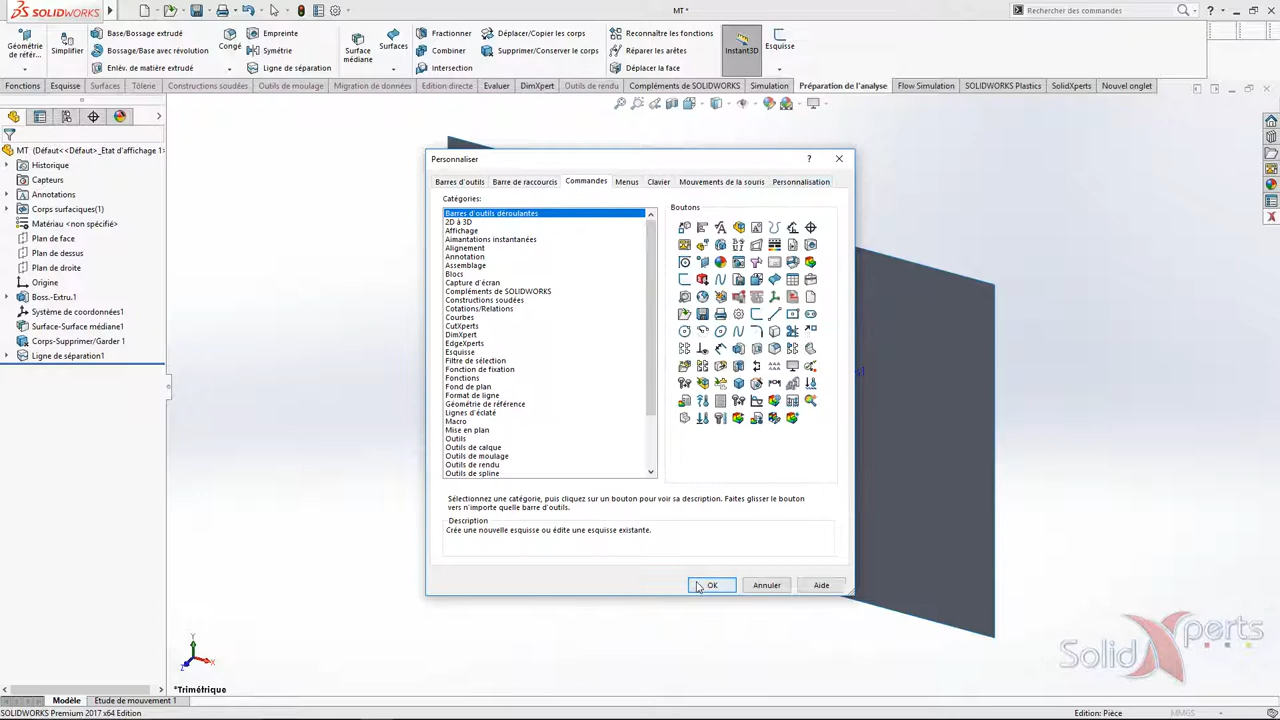 SOLIDWORKS
MT *
Rechercher des commandes
Géométrie de référ...
Simplifier
Base/Bossage extrudé
Bossage/Base avec révolution
Enlèv. de matière extrudé
Congé
Empreinte
Symétrie
Ligne de séparation
Surface médiane
Surfaces
Fractionner
Combiner
Intersection
Déplacer/Copier les corps
Supprimer/Conserver le corps
Reconnaître les fonctions
Réparer les arêtes
Déplacer la face
Instant3D
Esquisse
Fonctions
Esquisse
Surfaces
Tôlerie
Constructions soudées
Outils de moulage
Migration de données
Edition directe
Evaluer
DimXpert
Outils de rendu
Compléments de SOLIDWORKS
Simulation
Préparation de l'analyse
Flow Simulation
SOLIDWORKS Plastics
SolidXperts
Nouvel onglet
MT (Défaut<<Défaut>_Etat d'affichage 1>
Historique
Capteurs
Annotations
Corps surfaciques(1)
Matériau <non spécifié>
Plan de face
Plan de dessus
Plan de droite
Origine
Boss.-Extru.1
Système de coordonnées1
Surface-Surface médiane1
Corps-Supprimer/Garder 1
Ligne de séparation1
Personnaliser
Barres d'outils
Barre de raccourcis
Commandes
Menus
Clavier
Mouvements de la souris
Personnalisation
Catégories:
Barres d'outils déroulantes
2D à 3D
Affichage
Aimantations instantanées
Alignement
Annotation
Assemblage
Blocs
Capture d'écran
Compléments de SOLIDWORKS
Constructions soudées
Cotations/Relations
Courbes
CutXperts
DimXpert
EdgeXperts
Esquisse
Filtre de sélection
Fonction de fixation
Fonctions
Fond de plan
Format de ligne
Géométrie de référence
Lignes d'éclaté
Macro
Mise en plan
Outils
Outils de calque
Outils de moulage
Outils de rendu
Outils de spline
Boutons
Sélectionnez une catégorie, puis cliquez sur un bouton pour voir sa description. Faites glisser le bouton
vers n'importe quelle barre d'outils.
Description
Crée une nouvelle esquisse ou édite une esquisse existante.
OK
Annuler
Aide
Y
X
Z
*Trimétrique
SolidXperts
Modèle
Etude de mouvement 1
SOLIDWORKS Premium 2017 x64 Edition
Edition: Pièce
MMGS